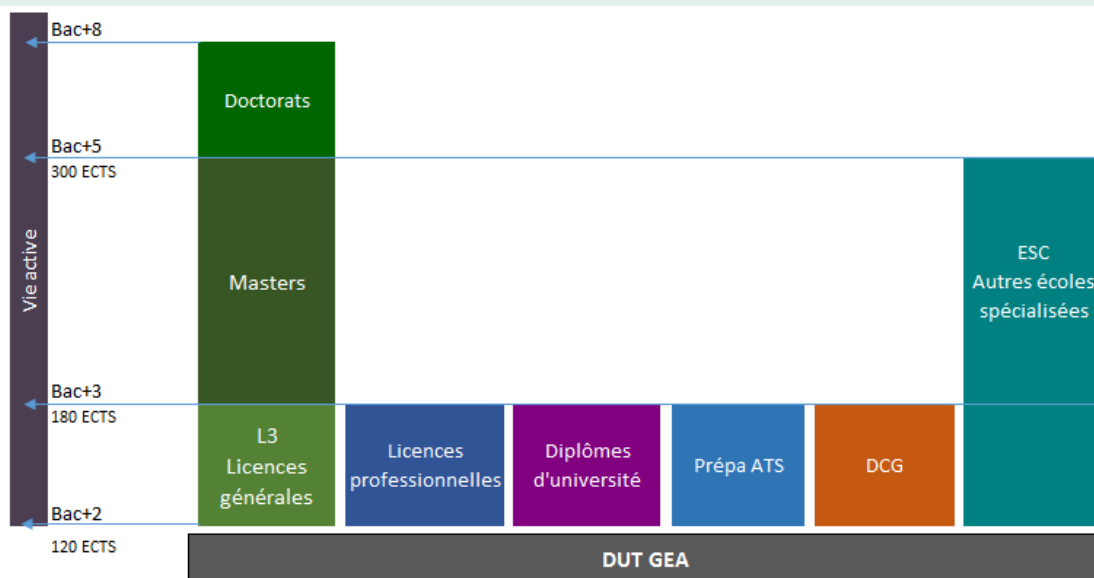 Bac+8
Doctorats
Bac+5
300 ECTS
Vie active
Masters
ESC
Autres écoles
spécialisées
Bac+3
180 ECTS
L3
Licences
générales
Licences
professionnelles
Diplômes
d'université
Prépa ATS
DCG
Bac+2
120 ECTS
DUT GEA